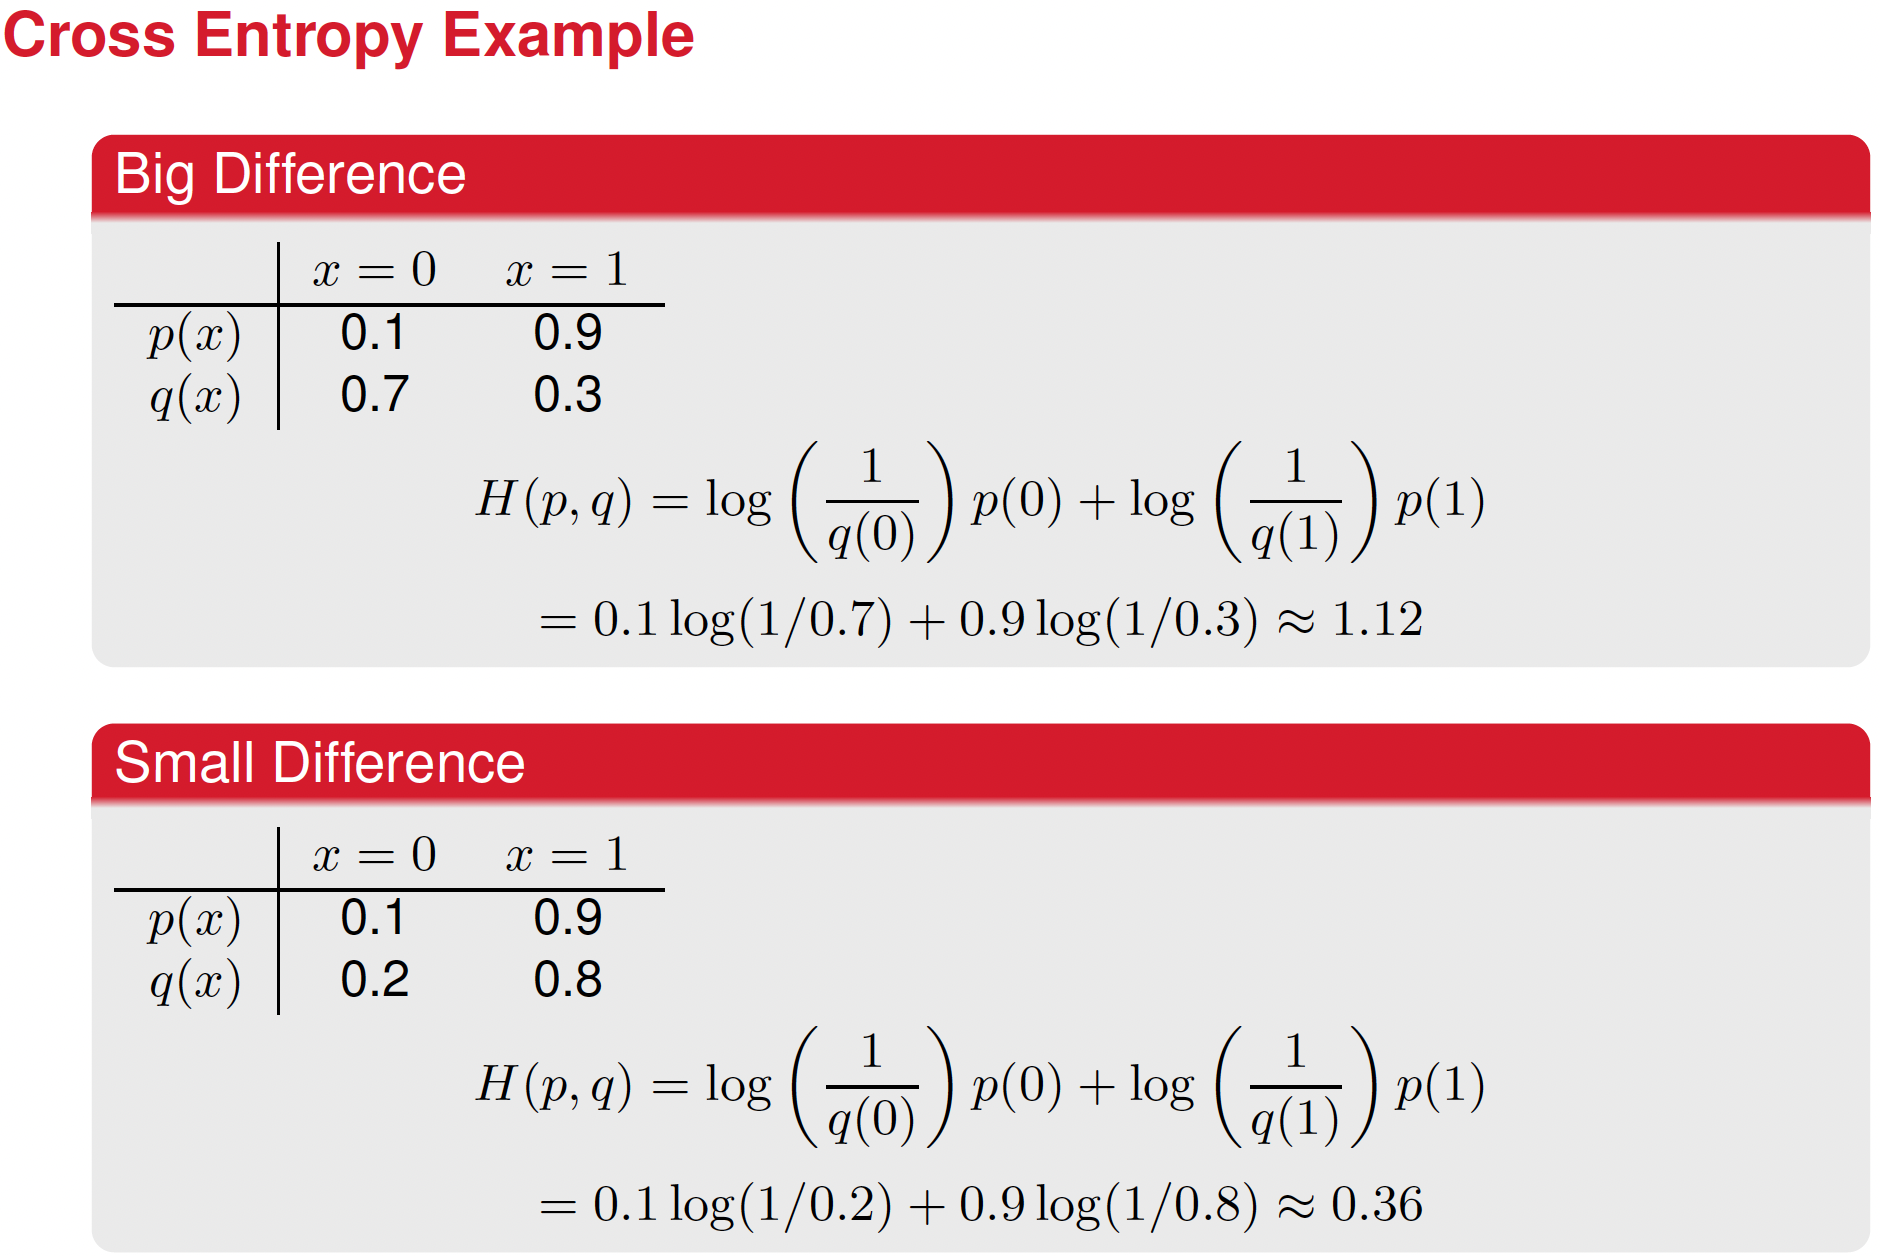 Cross Entropy Example
Big Difference
x = 0 x = 1
p(x) 0.1 0.9
q(x) 0.7 0.3
H(p, q) = log (1/q(0)) p(0) + log (1/q(1)) p(1)
= 0.1 log(1/0.7) + 0.9 log(1/0.3) ≈ 1.12
Small Difference
x = 0 x = 1
p(x) 0.1 0.9
q(x) 0.2 0.8
H(p, q) = log (1/q(0)) p(0) + log (1/q(1)) p(1)
= 0.1 log(1/0.2) + 0.9 log(1/0.8) ≈ 0.36